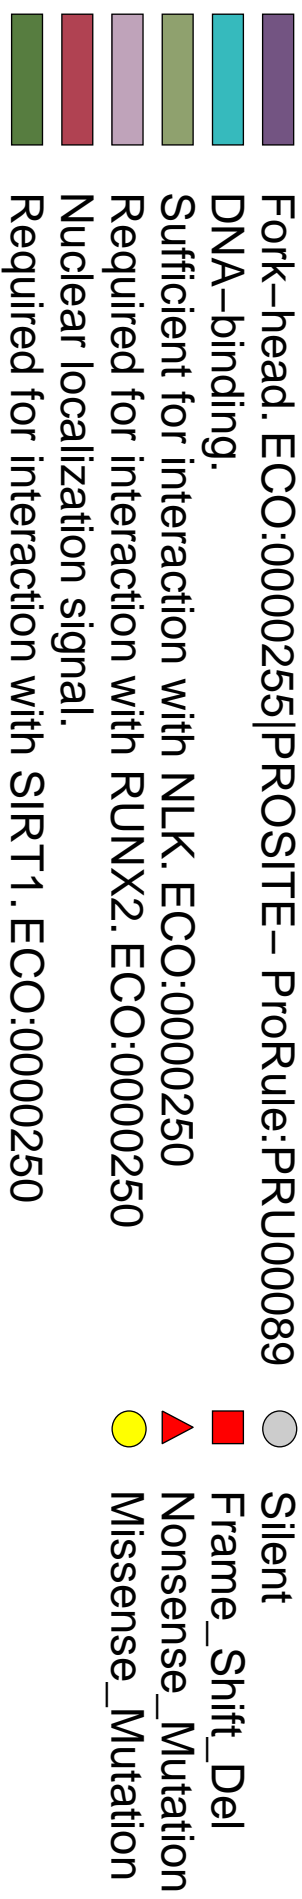 Fork−head. ECO:0000255|PROSITE− ProRule:PRU00089
DNA−binding.
Sufficient for interaction with NLK. ECO:0000250
Required for interaction with RUNX2. ECO:0000250
Nuclear localization signal.
Required for interaction with SIRT1. ECO:0000250
Silent
Frame_Shift_Del
Nonsense_Mutation
Missense_Mutation